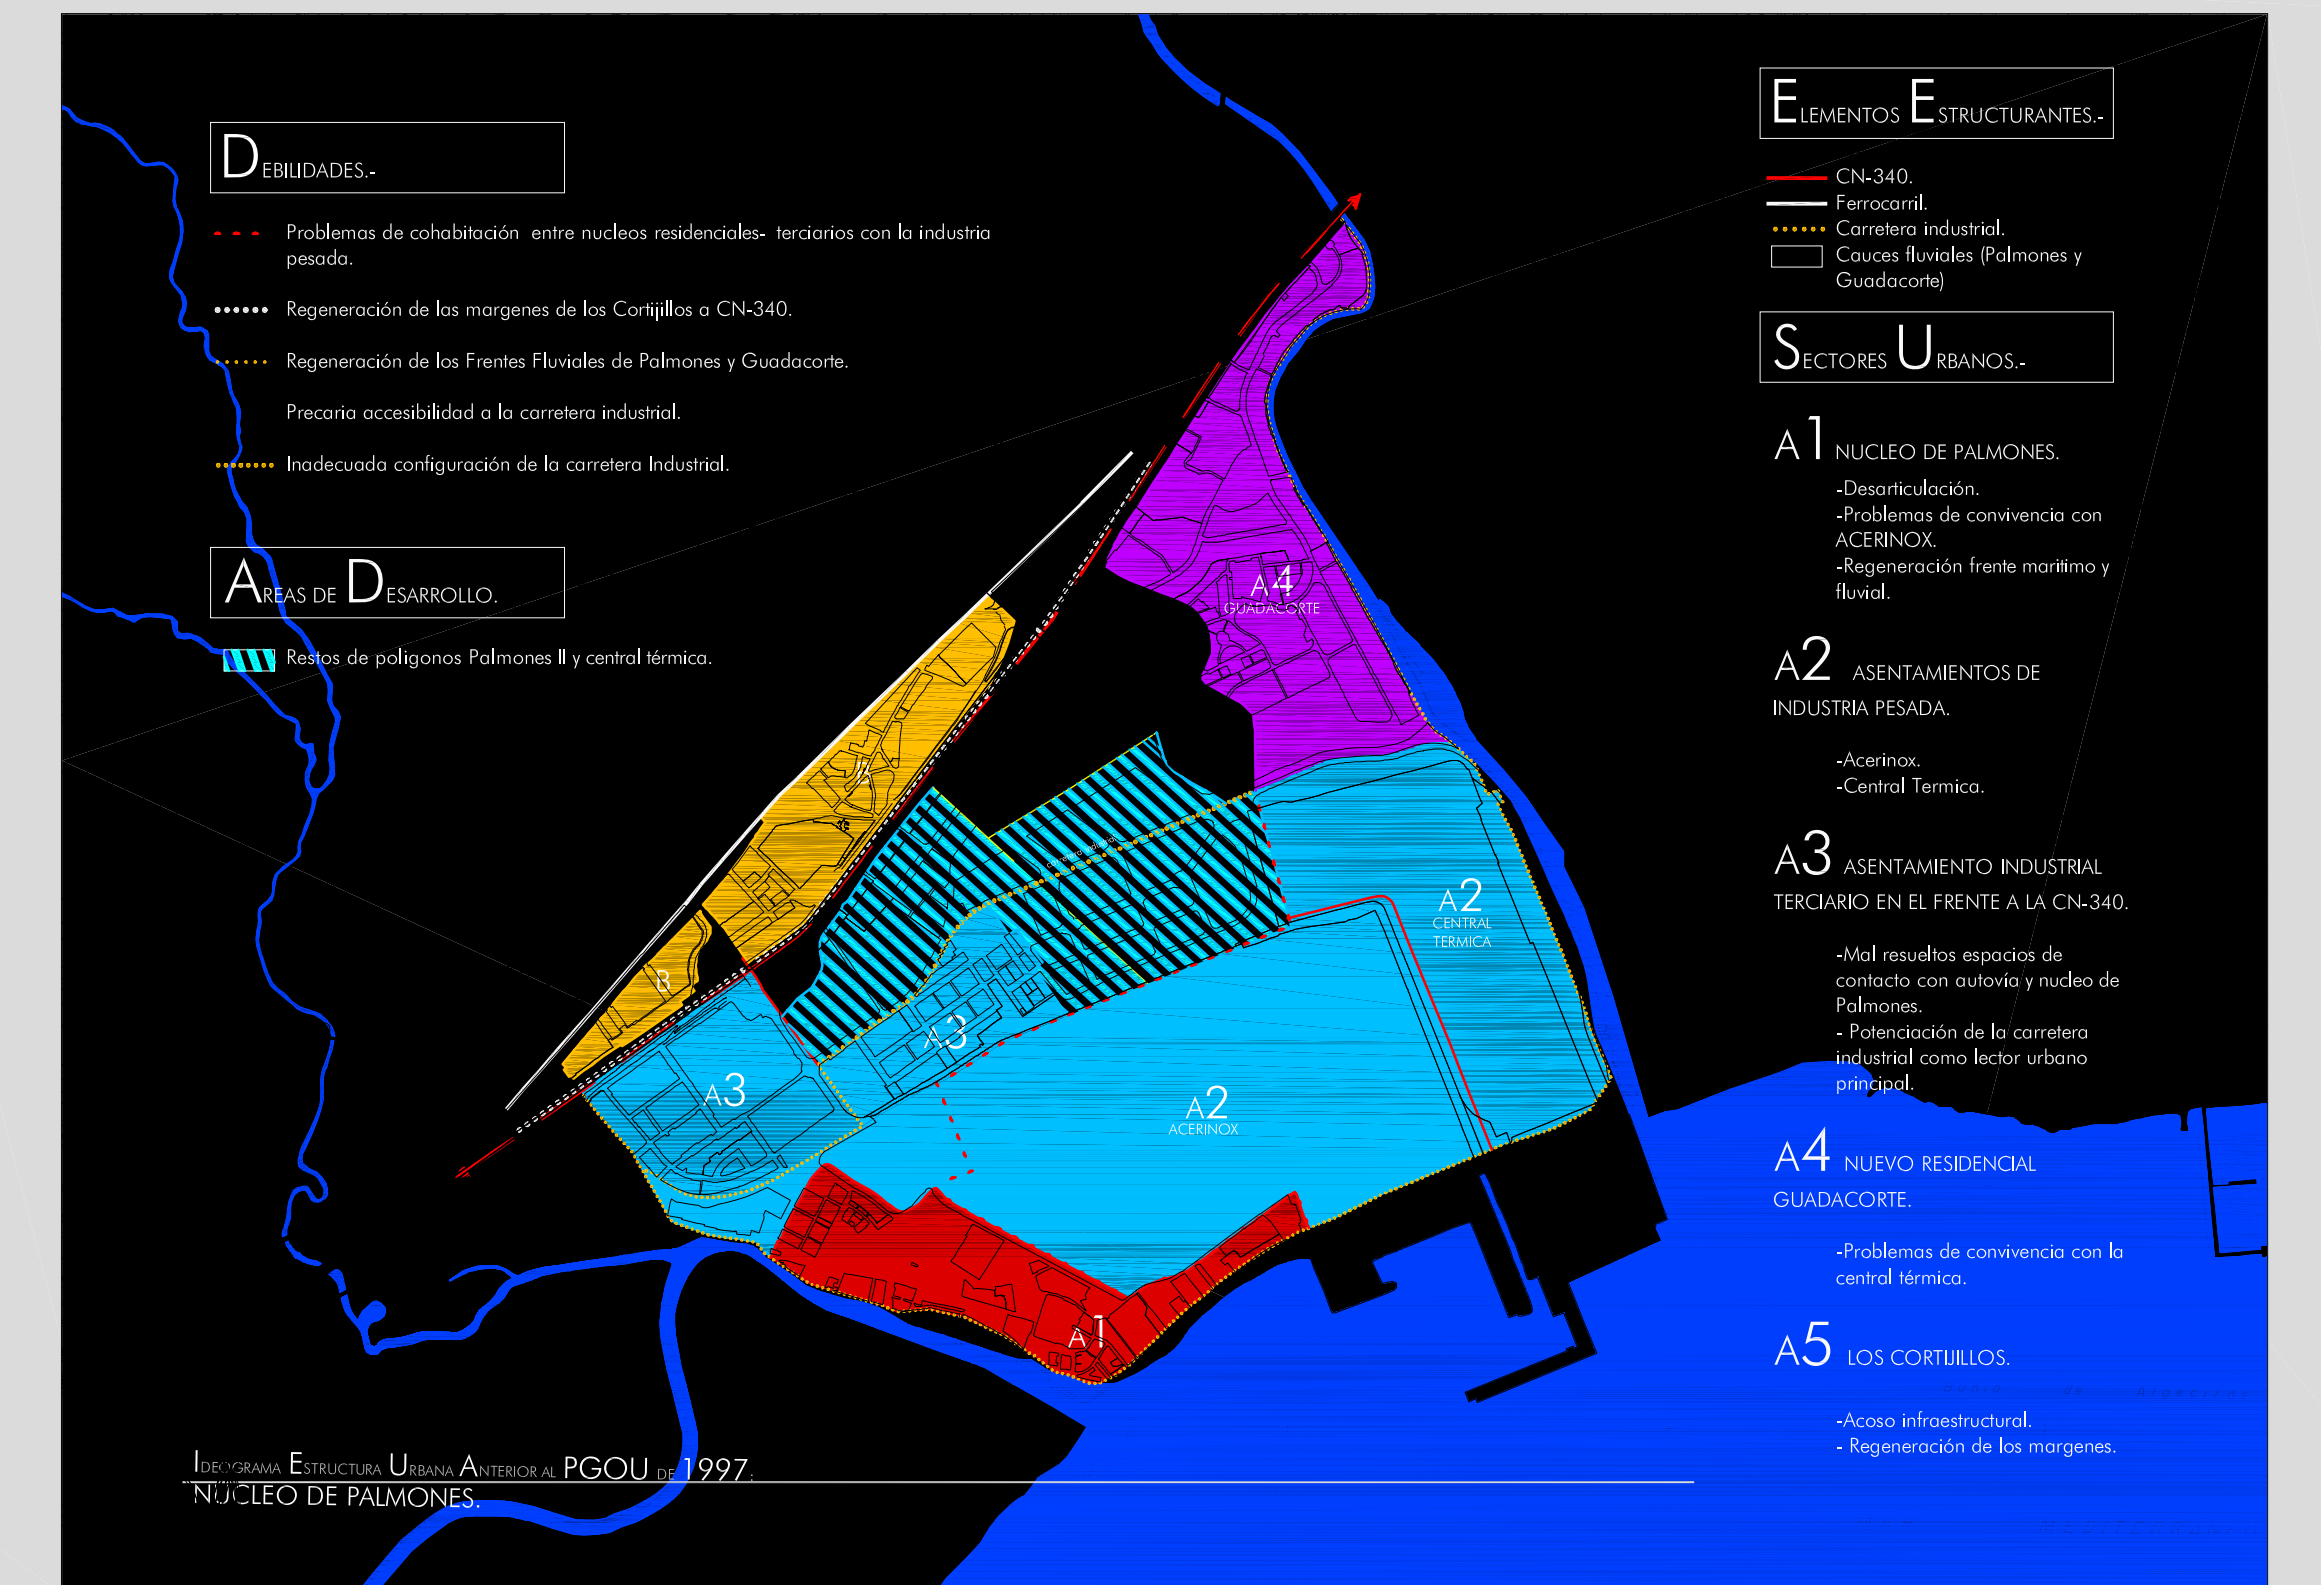 DEBILIDADES.-
Problemas de cohabitación entre nucleos residenciales- terciarios con la industria
pesada.
Regeneración de las margenes de los Cortijillos a CN-340.
Regeneración de los Frentes Fluviales de Palmones y Guadacorte.
Precaria accesibilidad a la carretera industrial.
Inadecuada configuración de la carretera Industrial.
AREAS DE DESARROLLO.
Restos de poligonos Palmones II y central térmica.
ELEMENTOS ESTRUCTURANTES.-
CN-340.
Ferrocarril.
Carretera industrial.
Cauces fluviales (Palmones y
Guadacorte)
SECTORES URBANOS.-
A1 NUCLEO DE PALMONES.
-Desarticulación.
-Problemas de convivencia con
ACERINOX.
-Regeneración frente maritimo y
fluvial.
A2 ASENTAMIENTOS DE
INDUSTRIA PESADA.
-Acerinox.
-Central Termica.
A3 ASENTAMIENTO INDUSTRIAL
TERCIARIO EN EL FRENTE A LA CN-340.
-Mal resueltos espacios de
contacto con autovía y nucleo de
Palmones.
- Potenciación de la carretera
industrial como lector urbano
principal.
A4 NUEVO RESIDENCIAL
GUADACORTE.
-Problemas de convivencia con la
central térmica.
A5 LOS CORTIJILLOS.
-Acoso infraestructural.
- Regeneración de los margenes.
A4
GUADACORTE
B
carretera industrial
A2
CENTRAL
TERMICA
B
A3
A3
A2
ACERINOX
A1
Bahia de Algeciras
IDEOGRAMA ESTRUCTURA URBANA ANTERIOR AL PGOU DE 1997.
NUCLEO DE PALMONES.